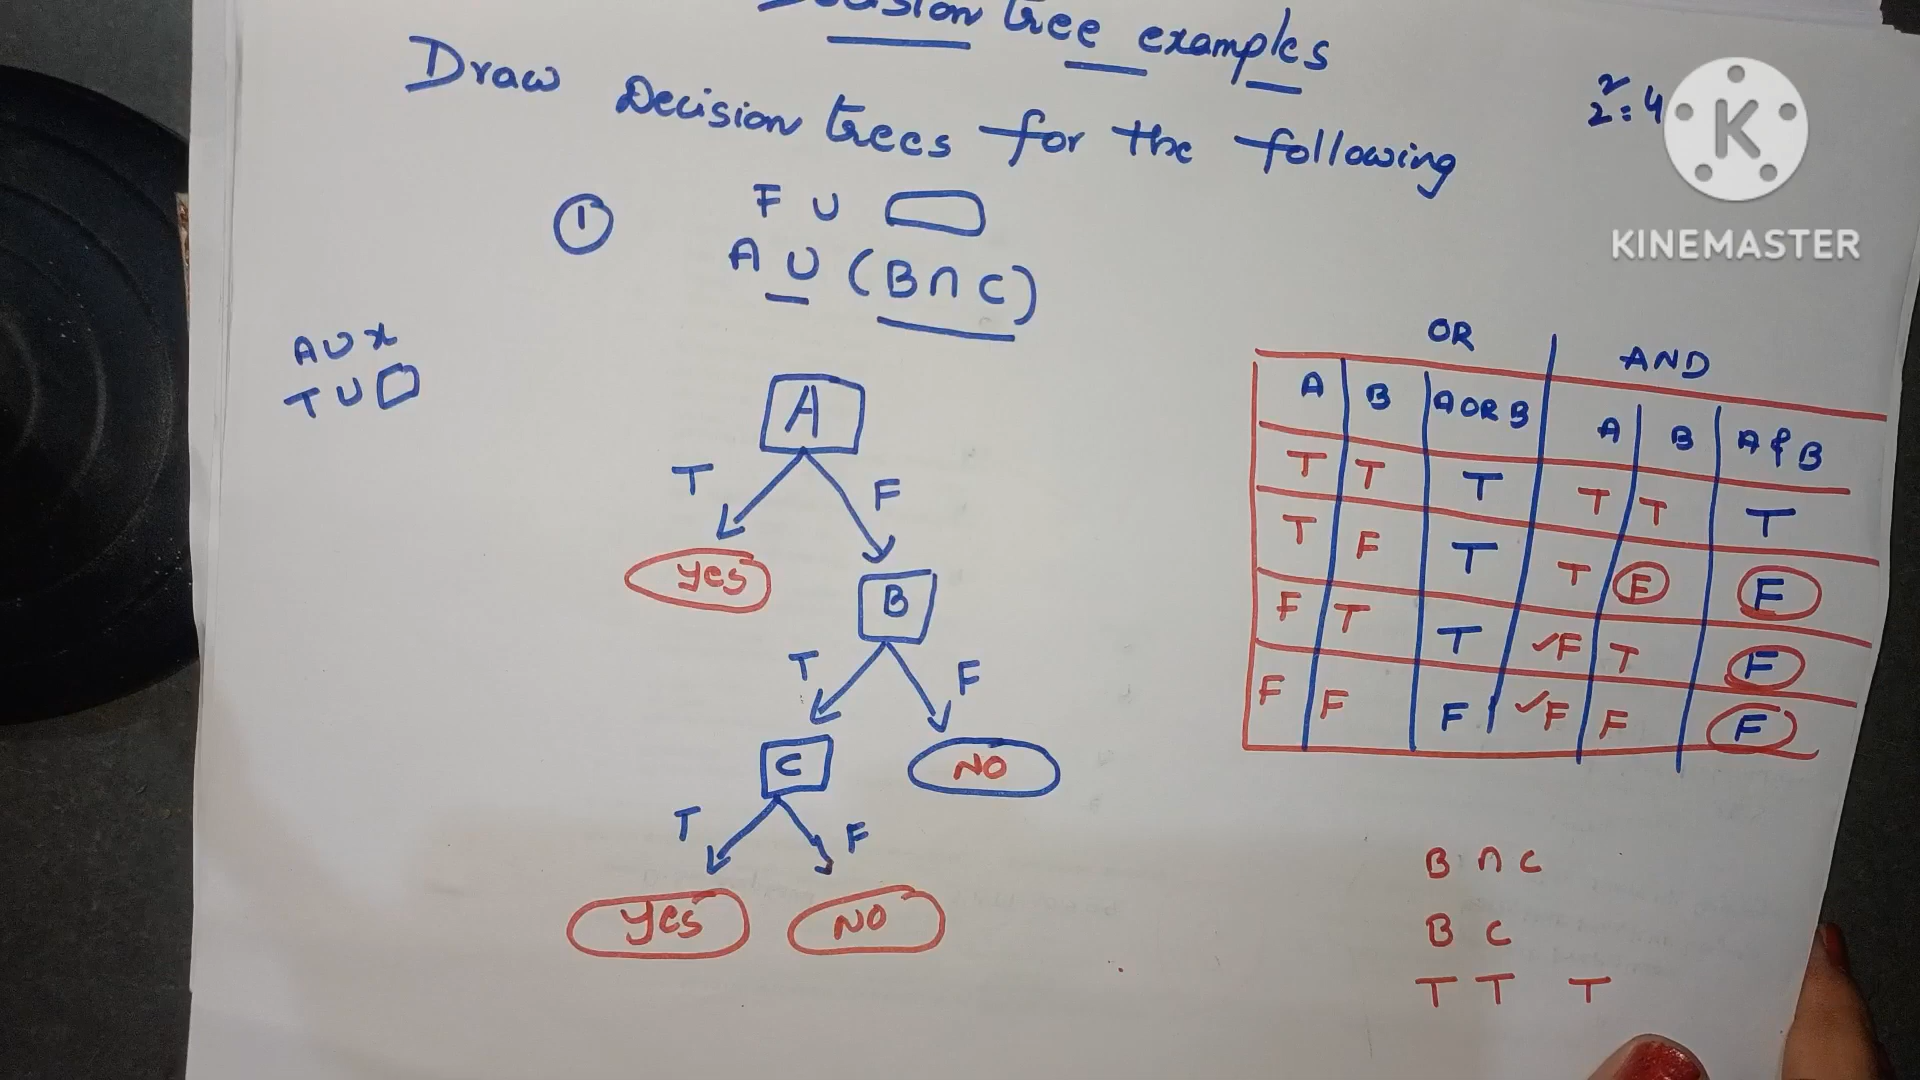 Decision tree examples
Draw Decision trees for the following
2² = 4
K
KINEMASTER
① F ∪
A ∪ (B ∩ C)
A ∪ x
T ∪
A
T F
Yes
B
T F
C
NO
T F
Yes NO
OR AND
A B A OR B A B A & B
T T T T T T
T F T T F F
F T T ✓F T F
F F F ✓F F F
B ∩ C
B C
T T T